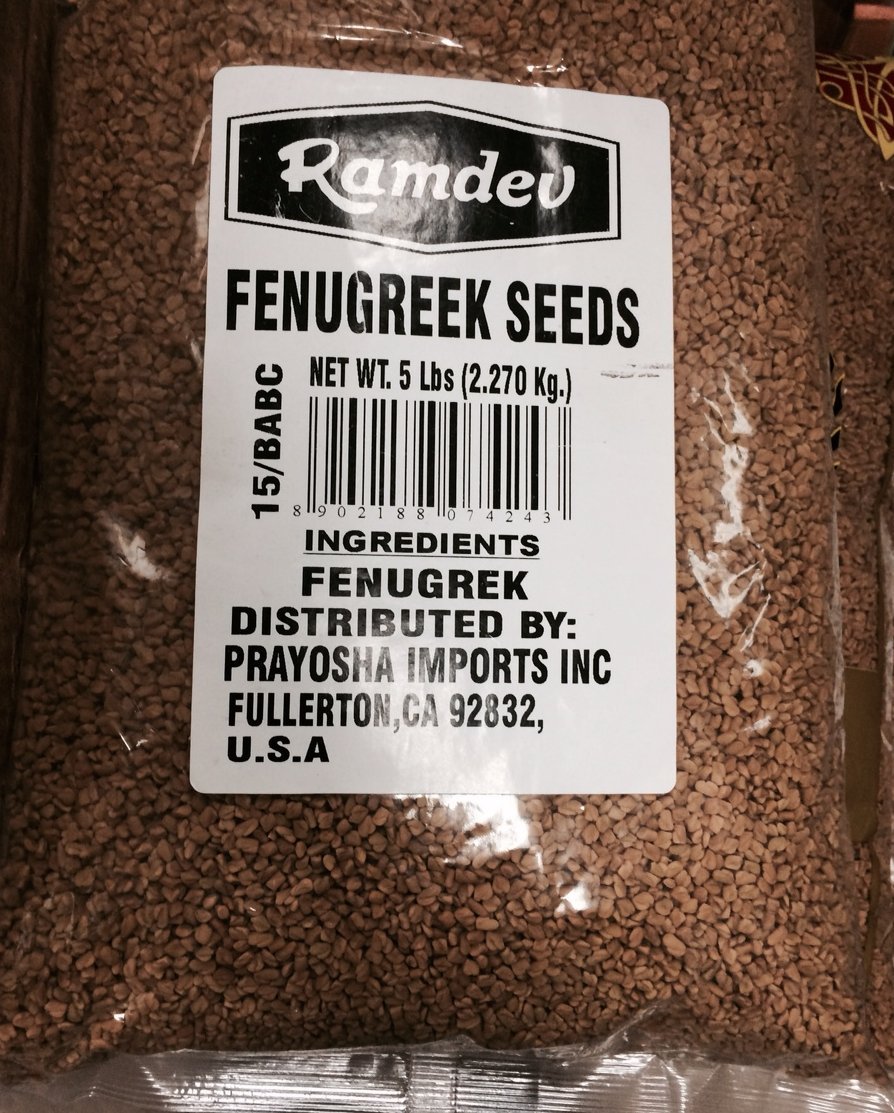 Ramdev
FENUGREEK SEEDS
NET WT. 5 Lbs (2.270 Kg.)
15/BABC
8 902188 074243
INGREDIENTS
FENUGREK
DISTRIBUTED BY:
PRAYOSHA IMPORTS INC
FULLERTON,CA 92832,
U.S.A